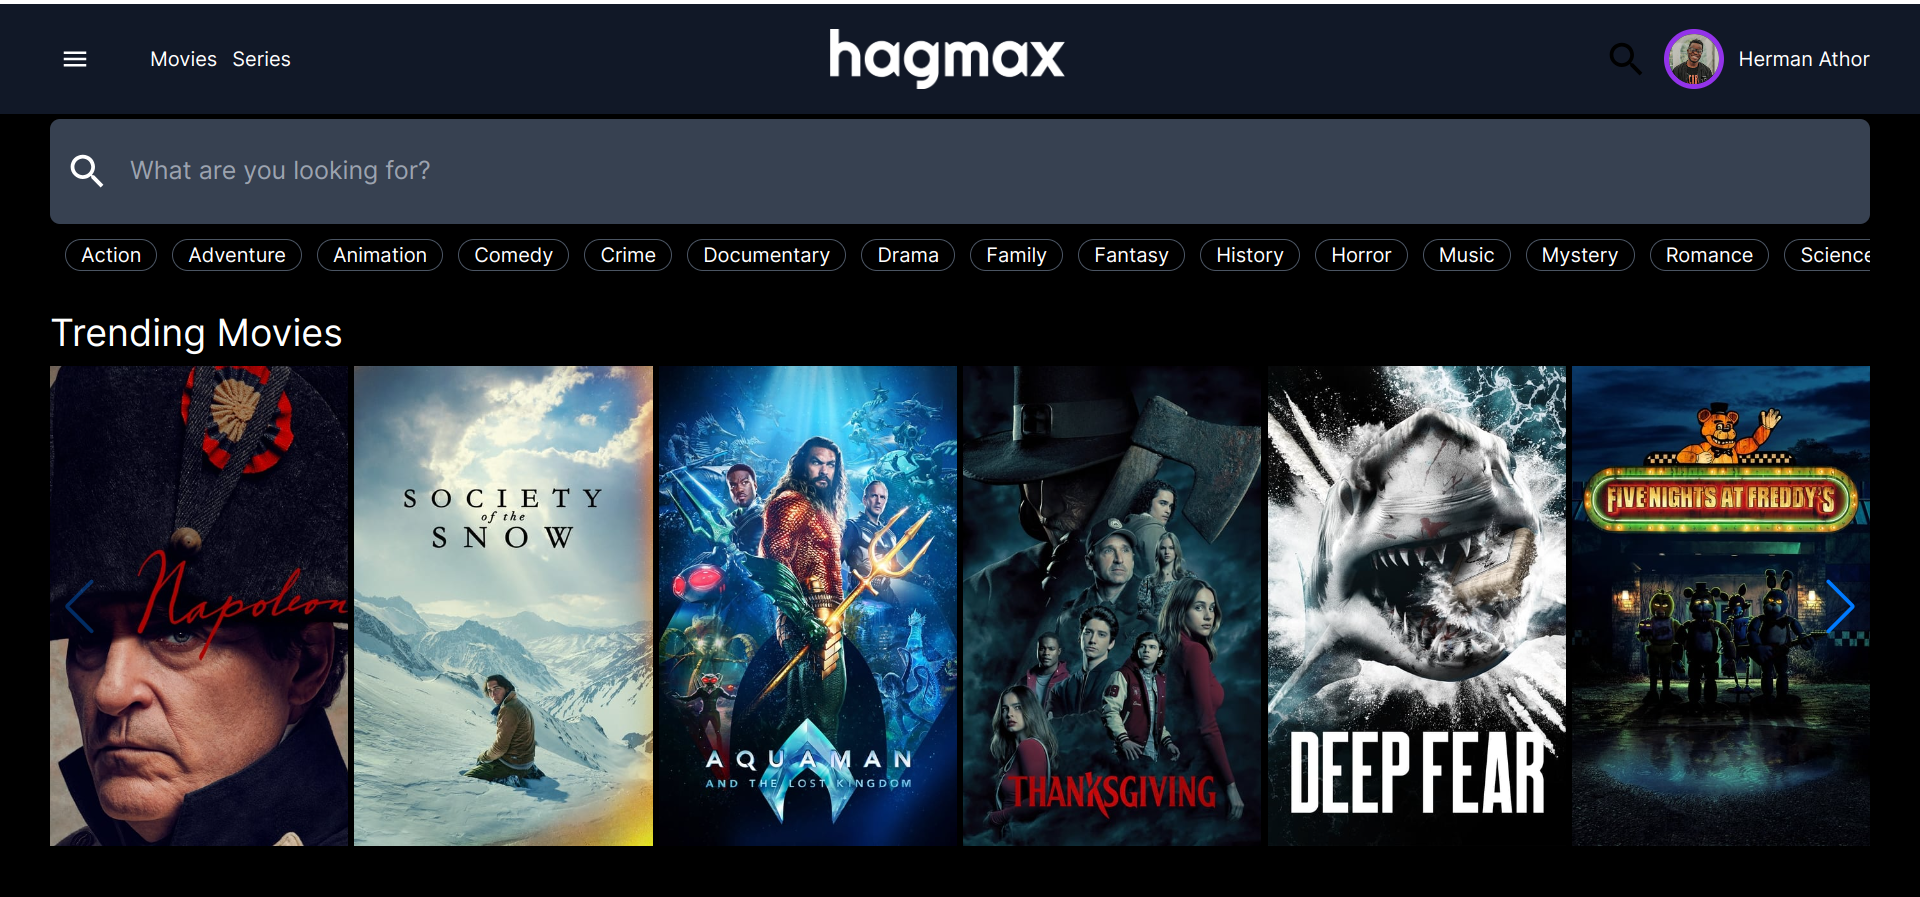 Movies Series
hagmax
Herman Athor
What are you looking for?
Action Adventure Animation Comedy Crime Documentary Drama Family Fantasy History Horror Music Mystery Romance Science
Trending Movies
Napoleon
SOCIETY
of the
SNOW
AQUAMAN
AND THE LOST KINGDOM
THANKSGIVING
DEEP FEAR
FIVE NIGHTS AT FREDDY'S